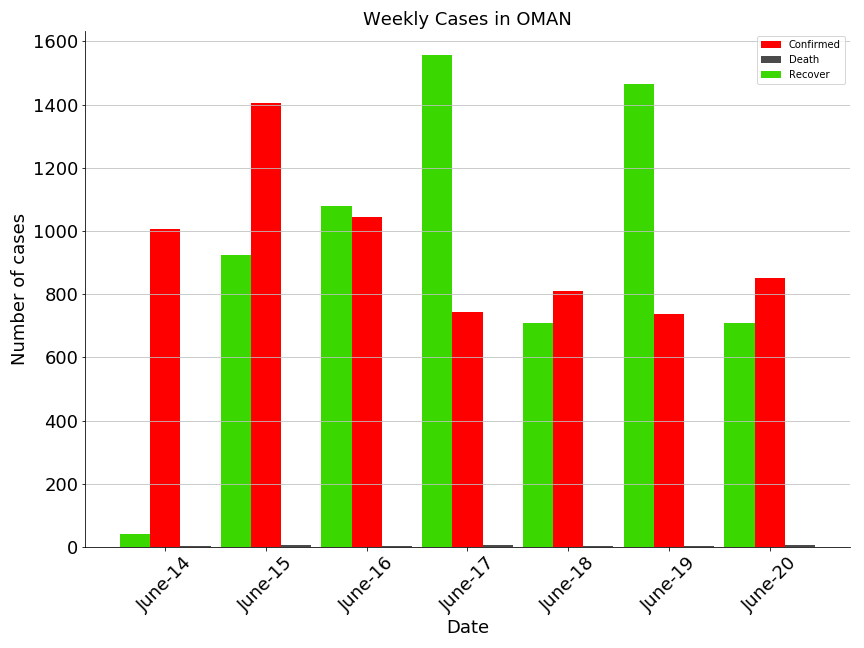 Weekly Cases in OMAN
Confirmed
Death
Recover
Number of cases
1600
1400
1200
1000
800
600
400
200
0
June-14
June-15
June-16
June-17
June-18
June-19
June-20
Date